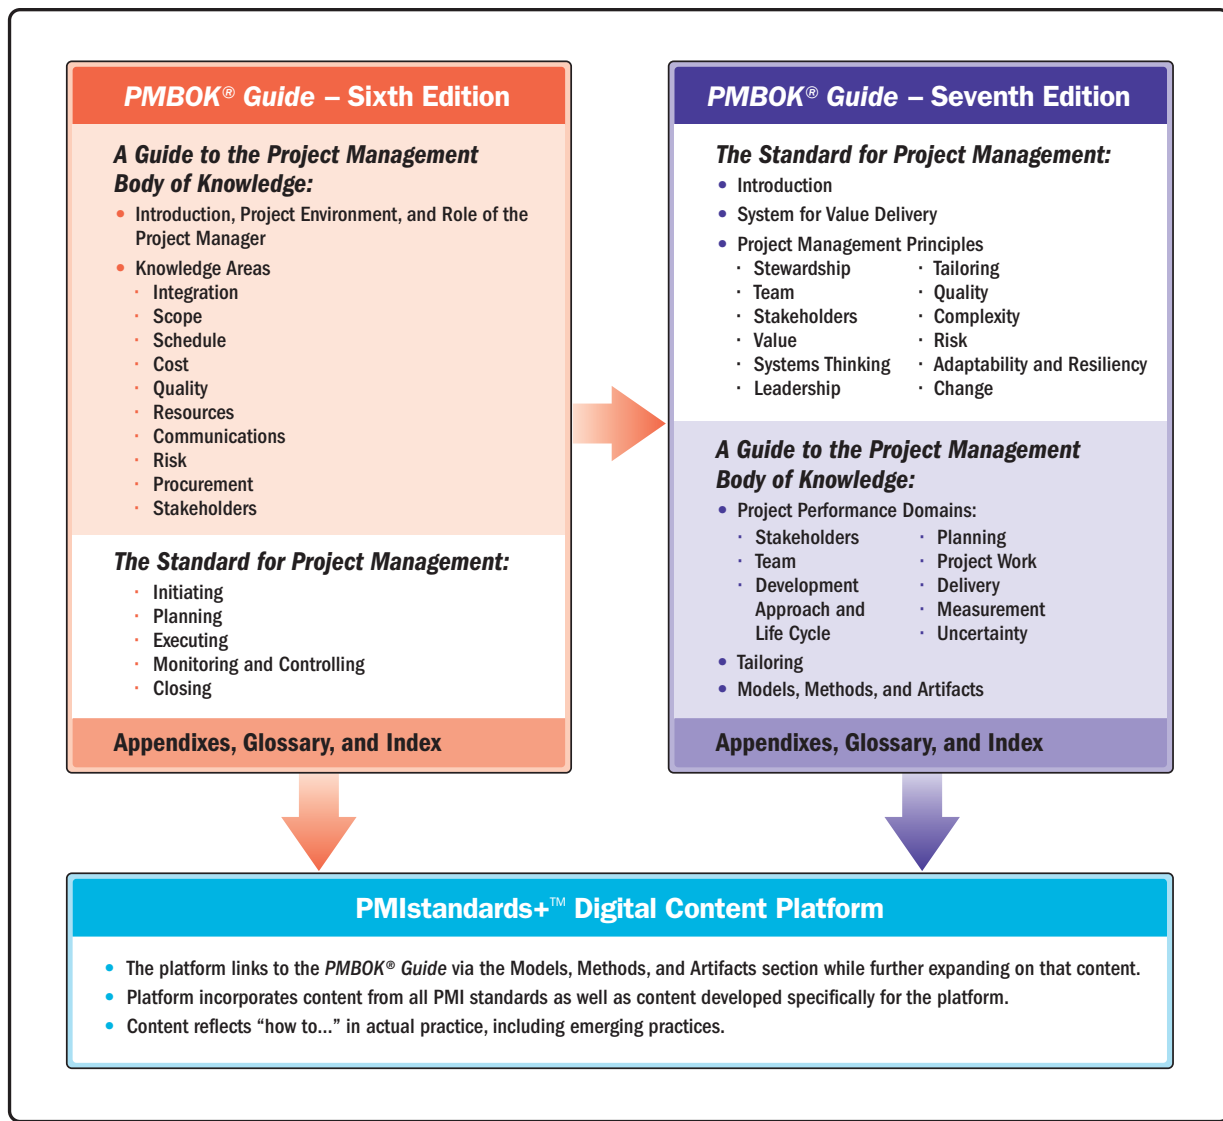 PMBOK® Guide – Sixth Edition
A Guide to the Project Management
Body of Knowledge:
• Introduction, Project Environment, and Role of the
Project Manager
• Knowledge Areas
· Integration
· Scope
· Schedule
· Cost
· Quality
· Resources
· Communications
· Risk
· Procurement
· Stakeholders
The Standard for Project Management:
· Initiating
· Planning
· Executing
· Monitoring and Controlling
· Closing
Appendixes, Glossary, and Index
PMBOK® Guide – Seventh Edition
The Standard for Project Management:
• Introduction
• System for Value Delivery
• Project Management Principles
· Stewardship
· Team
· Stakeholders
· Value
· Systems Thinking
· Leadership
· Tailoring
· Quality
· Complexity
· Risk
· Adaptability and Resiliency
· Change
A Guide to the Project Management
Body of Knowledge:
• Project Performance Domains:
· Stakeholders
· Team
· Development
Approach and
Life Cycle
· Planning
· Project Work
· Delivery
· Measurement
· Uncertainty
• Tailoring
• Models, Methods, and Artifacts
Appendixes, Glossary, and Index
PMIstandards+™ Digital Content Platform
• The platform links to the PMBOK® Guide via the Models, Methods, and Artifacts section while further expanding on that content.
• Platform incorporates content from all PMI standards as well as content developed specifically for the platform.
• Content reflects “how to...” in actual practice, including emerging practices.